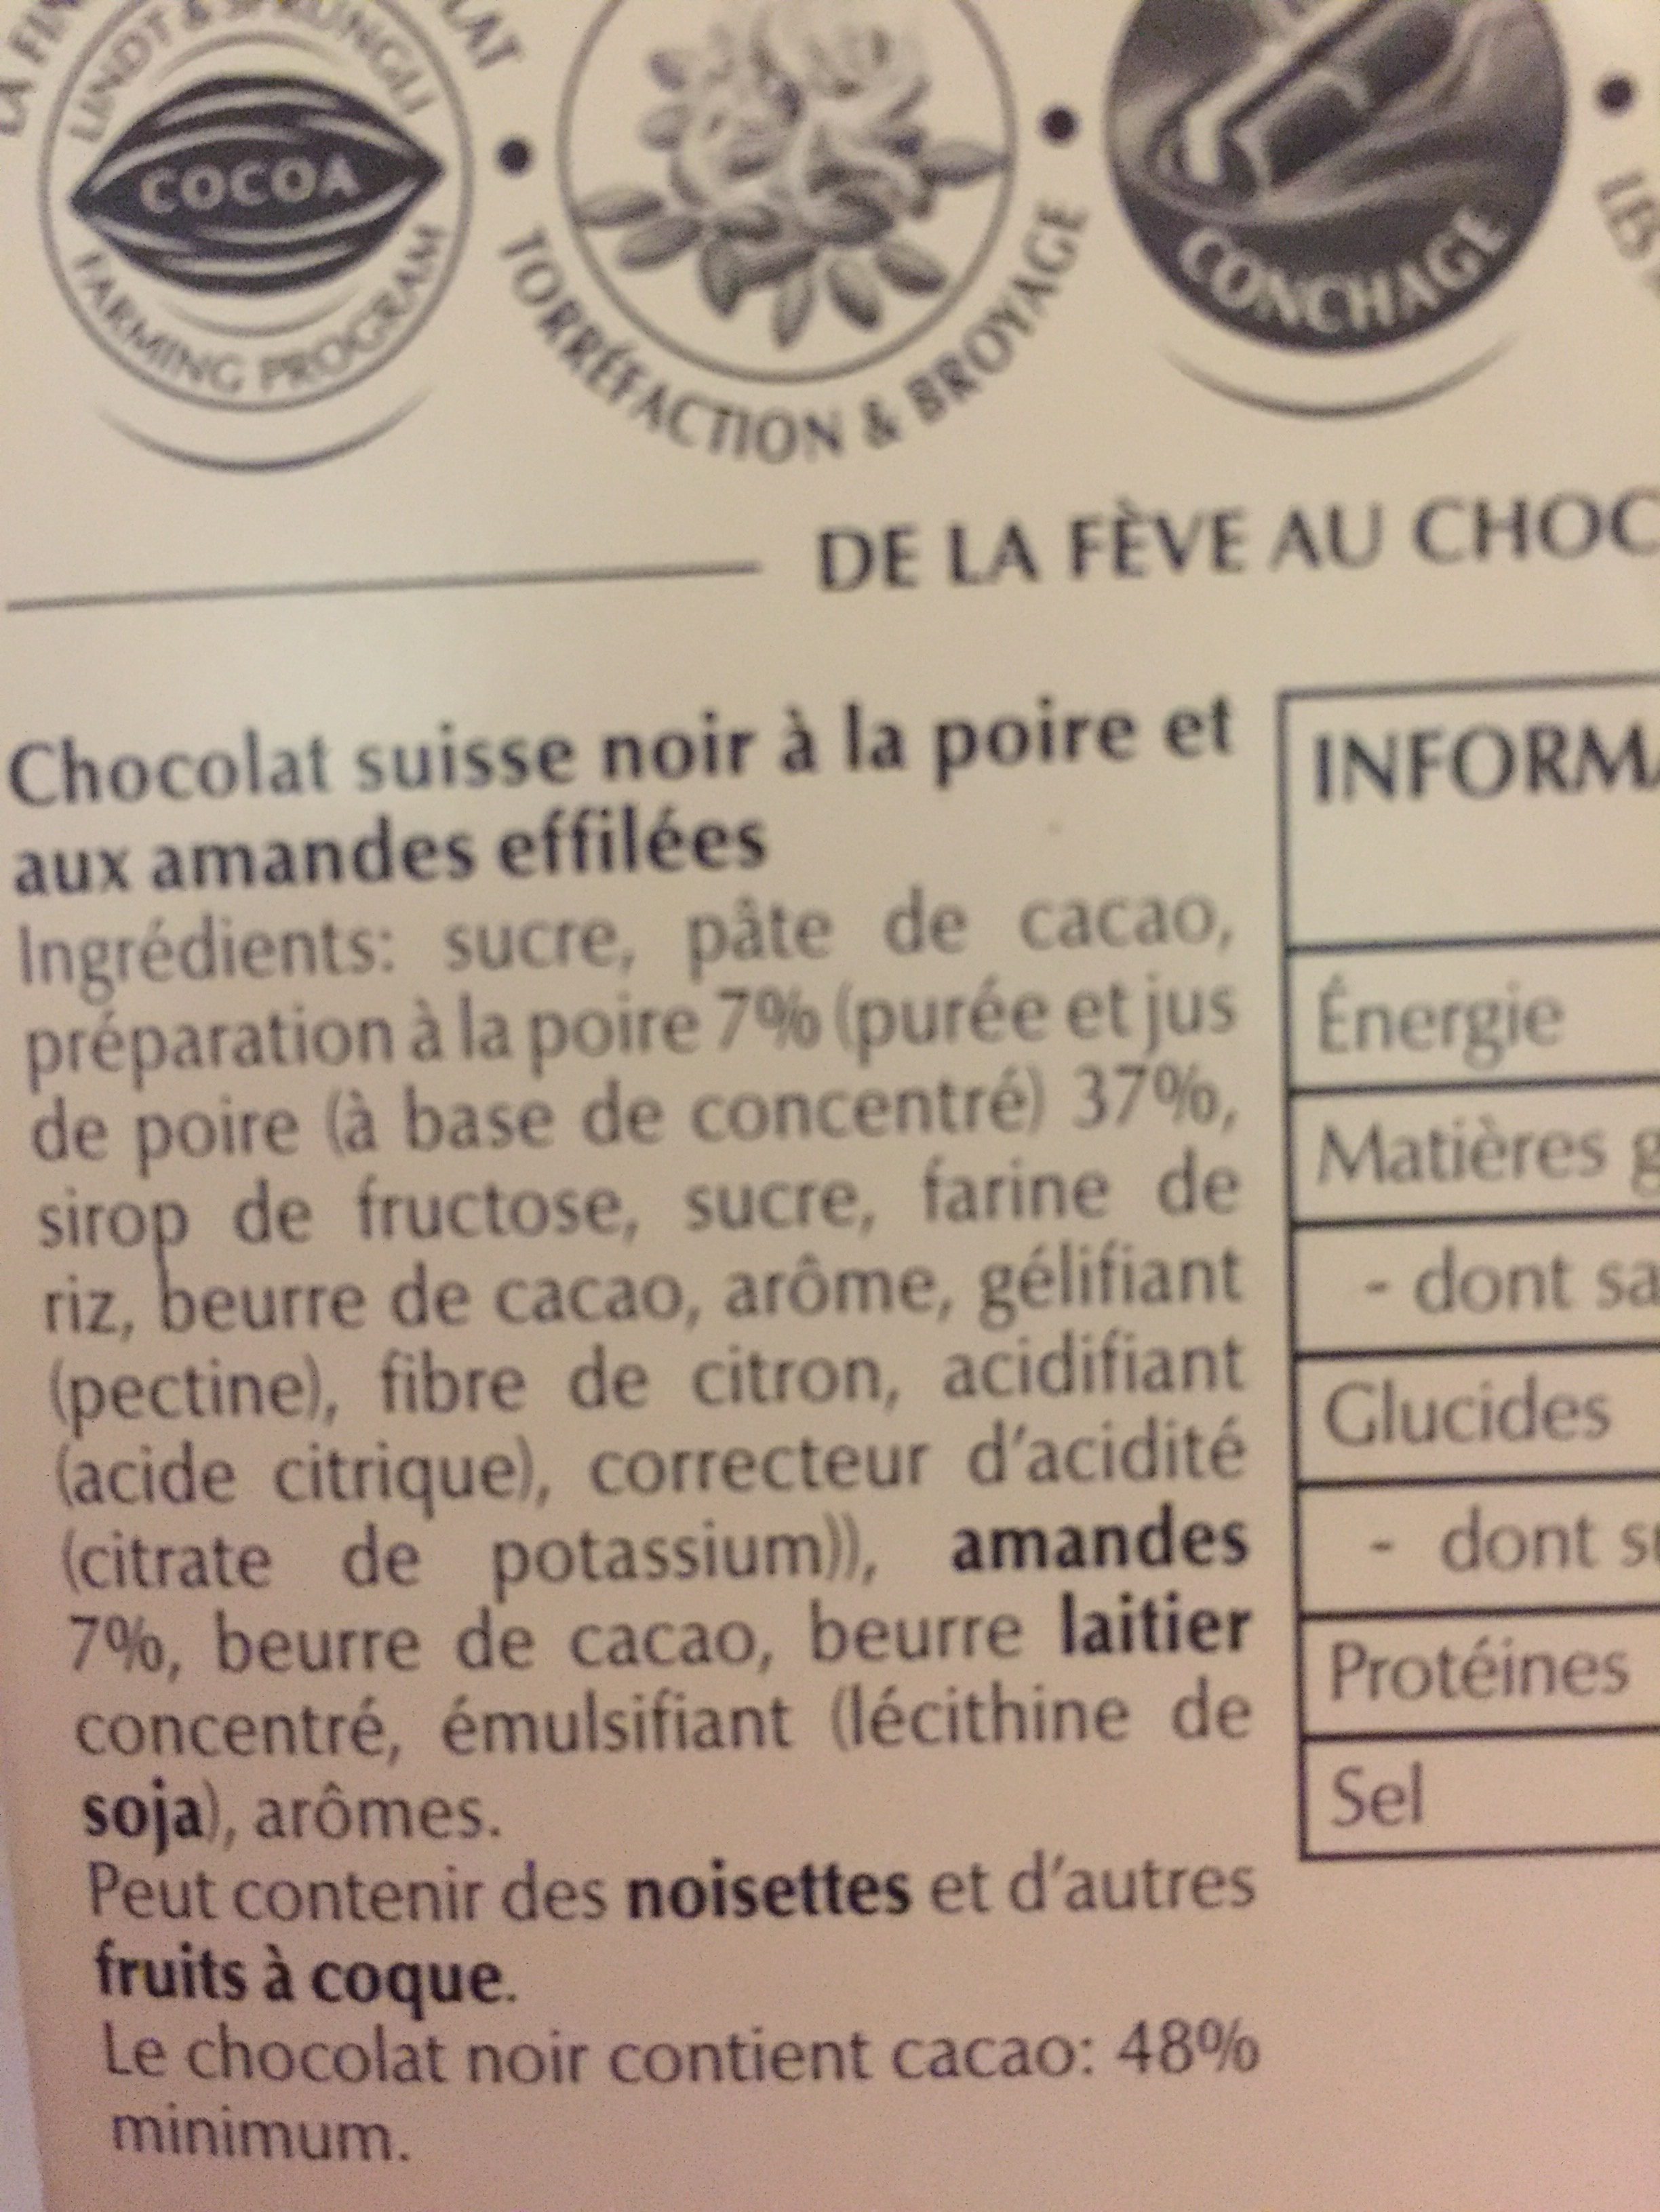 LINDT & SPRÜNGLI
COCOA
FARMING PROGRAM
TORRÉFACTION & BROYAGE
CONCHAGE
DE LA FÈVE AU CHOC
Chocolat suisse noir à la poire et
aux amandes effilées
Ingrédients: sucre, pâte de cacao,
préparation à la poire 7% (purée et jus
de poire (à base de concentré) 37%,
sirop de fructose, sucre, farine de
riz, beurre de cacao, arôme, gélifiant
(pectine), fibre de citron, acidifiant
(acide citrique), correcteur d'acidité
(citrate de potassium)), amandes
7%, beurre de cacao, beurre laitier
concentré, émulsifiant (lécithine de
soja), arômes.
Peut contenir des noisettes et d'autres
fruits à coque.
Le chocolat noir contient cacao: 48%
minimum.
INFORMA
Énergie
Matières g
- dont sa
Glucides
- dont su
Protéines
Sel